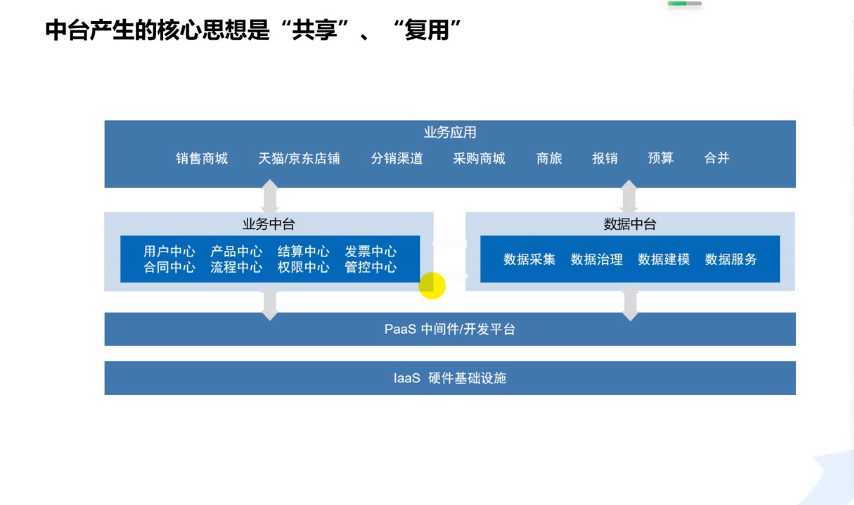 中台产生的核心思想是“共享”、“复用”
业务应用
销售商城 天猫/京东店铺 分销渠道 采购商城 商旅 报销 预算 合并
业务中台
用户中心 产品中心 结算中心 发票中心
合同中心 流程中心 权限中心 管控中心
数据中台
数据采集 数据治理 数据建模 数据服务
PaaS 中间件/开发平台
IaaS 硬件基础设施